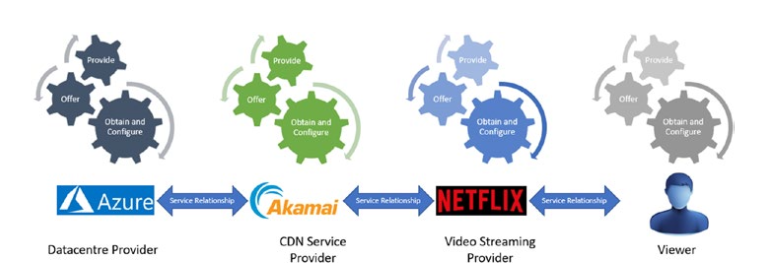 Provide
Offer
Obtain and
Configure
Provide
Offer
Obtain and
Configure
Provide
Offer
Obtain and
Configure
Provide
Offer
Obtain and
Configure
Azure
Service Relationship
Akamai
Service Relationship
NETFLIX
Service Relationship
Datacentre Provider
CDN Service
Provider
Video Streaming
Provider
Viewer